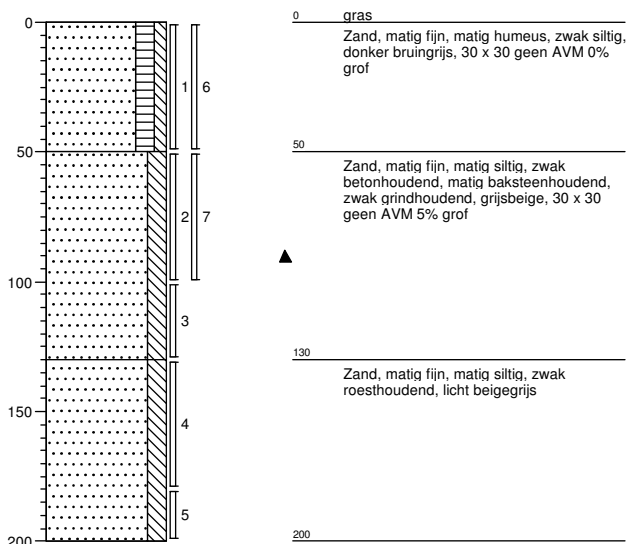 0
1 6
50
2 7
100
3
150
4
5
200
0 gras
Zand, matig fijn, matig humeus, zwak siltig,
donker bruingrijs, 30 x 30 geen AVM 0%
grof
50
Zand, matig fijn, matig siltig, zwak
betonhoudend, matig baksteenhoudend,
zwak grindhoudend, grijsbeige, 30 x 30
geen AVM 5% grof
130
Zand, matig fijn, matig siltig, zwak
roesthoudend, licht beigegrijs
200